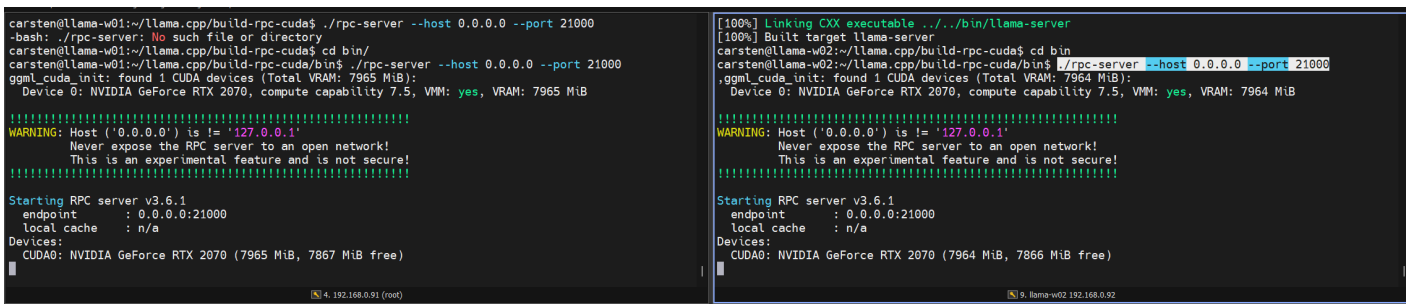 carsten@llama-w01:~/llama.cpp/build-rpc-cuda$ ./rpc-server --host 0.0.0.0 --port 21000
-bash: ./rpc-server: No such file or directory
carsten@llama-w01:~/llama.cpp/build-rpc-cuda$ cd bin/
carsten@llama-w01:~/llama.cpp/build-rpc-cuda/bin$ ./rpc-server --host 0.0.0.0 --port 21000
ggml_cuda_init: found 1 CUDA devices (Total VRAM: 7965 MiB):
  Device 0: NVIDIA GeForce RTX 2070, compute capability 7.5, VMM: yes, VRAM: 7965 MiB
!!!!!!!!!!!!!!!!!!!!!!!!!!!!!!!!!!!!!!!!!!!!!!!!!!!!!!!!!!!
WARNING: Host ('0.0.0.0') is != '127.0.0.1'
         Never expose the RPC server to an open network!
         This is an experimental feature and is not secure!
!!!!!!!!!!!!!!!!!!!!!!!!!!!!!!!!!!!!!!!!!!!!!!!!!!!!!!!!!!!
Starting RPC server v3.6.1
  endpoint       : 0.0.0.0:21000
  local cache    : n/a
Devices:
  CUDA0: NVIDIA GeForce RTX 2070 (7965 MiB, 7867 MiB free)
4. 192.168.0.91 (root)
[100%] Linking CXX executable ../../bin/llama-server
[100%] Built target llama-server
carsten@llama-w02:~/llama.cpp/build-rpc-cuda$ cd bin
carsten@llama-w02:~/llama.cpp/build-rpc-cuda/bin$ ./rpc-server --host 0.0.0.0 --port 21000
,ggml_cuda_init: found 1 CUDA devices (Total VRAM: 7964 MiB):
  Device 0: NVIDIA GeForce RTX 2070, compute capability 7.5, VMM: yes, VRAM: 7964 MiB
!!!!!!!!!!!!!!!!!!!!!!!!!!!!!!!!!!!!!!!!!!!!!!!!!!!!!!!!!!!
WARNING: Host ('0.0.0.0') is != '127.0.0.1'
         Never expose the RPC server to an open network!
         This is an experimental feature and is not secure!
!!!!!!!!!!!!!!!!!!!!!!!!!!!!!!!!!!!!!!!!!!!!!!!!!!!!!!!!!!!
Starting RPC server v3.6.1
  endpoint       : 0.0.0.0:21000
  local cache    : n/a
Devices:
  CUDA0: NVIDIA GeForce RTX 2070 (7964 MiB, 7866 MiB free)
9. llama-w02 192.168.0.92